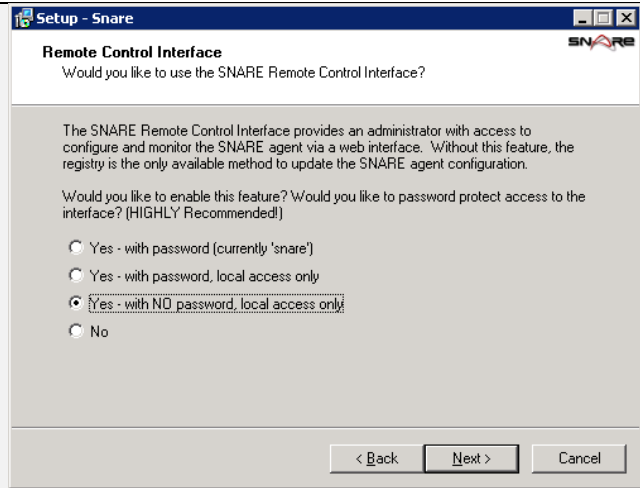 Setup - Snare
Remote Control Interface
Would you like to use the SNARE Remote Control Interface?
SNARE
The SNARE Remote Control Interface provides an administrator with access to
configure and monitor the SNARE agent via a web interface. Without this feature, the
registry is the only available method to update the SNARE agent configuration.
Would you like to enable this feature? Would you like to password protect access to the
interface? (HIGHLY Recommended!)
Yes - with password (currently 'snare')
Yes - with password, local access only
Yes - with NO password, local access only
No
< Back
Next >
Cancel